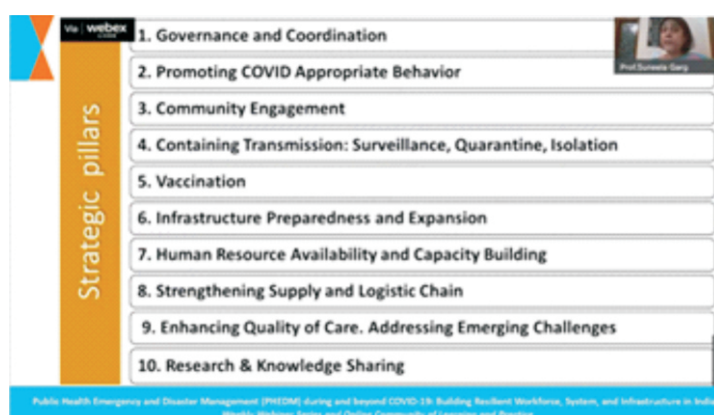 Via webex
1. Governance and Coordination
Prof.Suneela Garg
2. Promoting COVID Appropriate Behavior
3. Community Engagement
4. Containing Transmission: Surveillance, Quarantine, Isolation
5. Vaccination
6. Infrastructure Preparedness and Expansion
7. Human Resource Availability and Capacity Building
8. Strengthening Supply and Logistic Chain
9. Enhancing Quality of Care. Addressing Emerging Challenges
10. Research & Knowledge Sharing
Strategic pillars
Public Health Emergency and Disaster Management (PHEDM) during and beyond COVID-19: Building Resilient Workforce, System, and Infrastructure in India
Weekly Webinar Series and Online Community of Learning and Practice